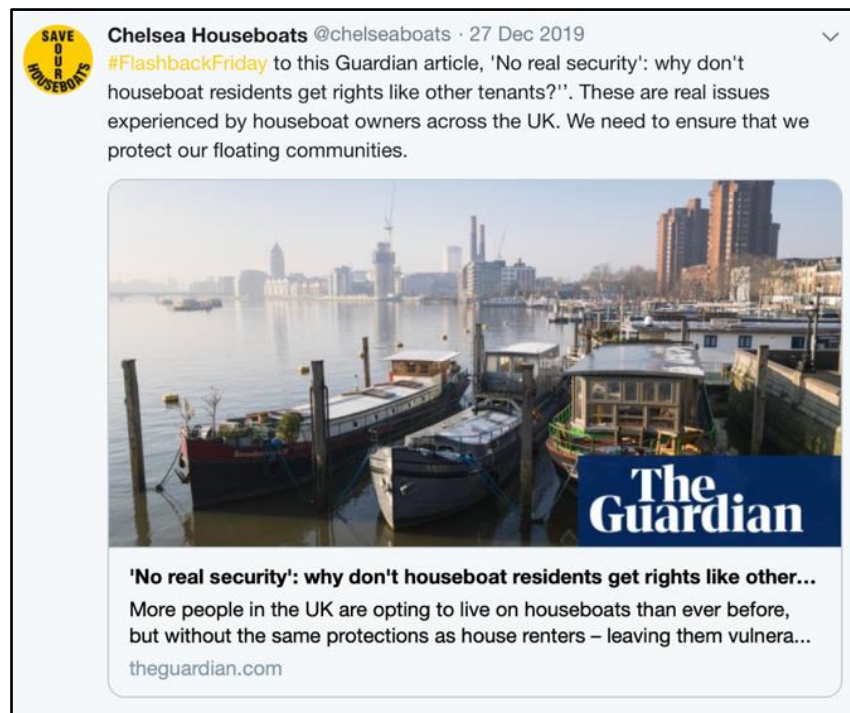 SAVE
OUR
HOUSEBOATS
Chelsea Houseboats @chelseaboats · 27 Dec 2019
#FlashbackFriday to this Guardian article, 'No real security': why don't
houseboat residents get rights like other tenants?''. These are real issues
experienced by houseboat owners across the UK. We need to ensure that we
protect our floating communities.
The
Guardian
'No real security': why don't houseboat residents get rights like other...
More people in the UK are opting to live on houseboats than ever before,
but without the same protections as house renters – leaving them vulnera...
theguardian.com